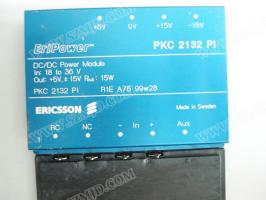 +5V 0V +15V -15V
EriPower™
PKC 2132 PI
DC/DC Power Module
In: 18 to 36 V
Out: +5V, ±15V Pout: 15W
PKC 2132 PI R1E A75 99w28
ERICSSON
Made in Sweden
RC NC - In + Aux